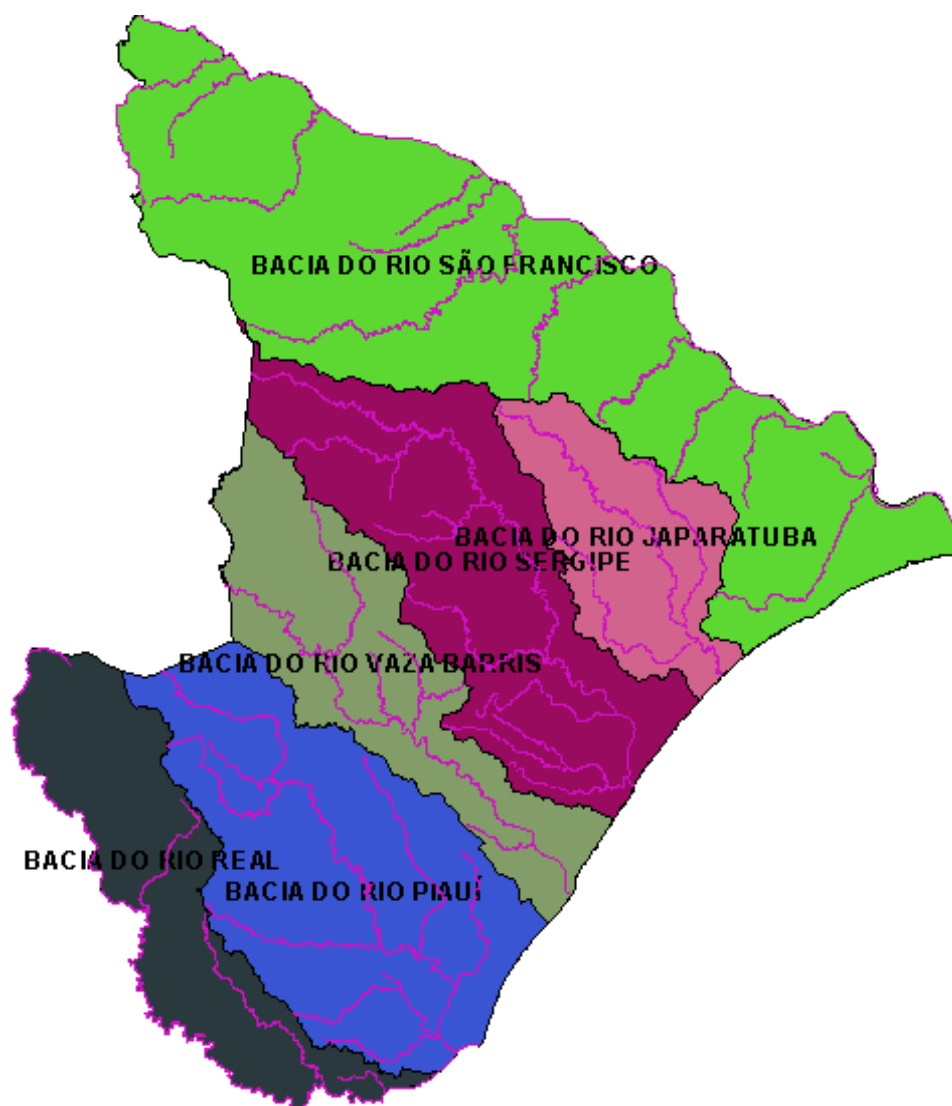 BACIA DO RIO SÃO FRANCISCO
BACIA DO RIO JAPARATUBA
BACIA DO RIO SERGIPE
BACIA DO RIO VAZA BARRIS
BACIA DO RIO REAL
BACIA DO RIO PIAUÍ